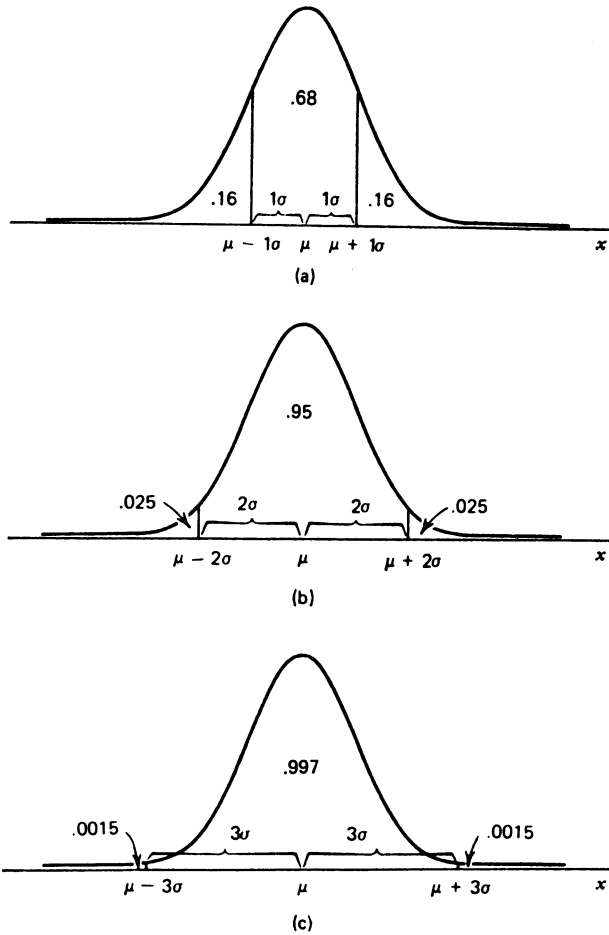 .68
.16 1σ 1σ .16
μ − 1σ μ μ + 1σ x
(a)
.95
.025 2σ 2σ .025
μ − 2σ μ μ + 2σ x
(b)
.997
.0015 3σ 3σ .0015
μ − 3σ μ μ + 3σ x
(c)